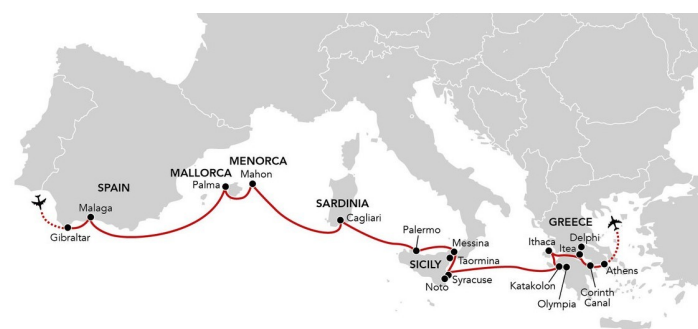 SPAIN
Malaga
Gibraltar
MALLORCA
Palma
MENORCA
Mahon
SARDINIA
Cagliari
Palermo
SICILY
Messina
Taormina
Syracuse
Noto
GREECE
Delphi
Ithaca
Itea
Katakolon
Olympia
Corinth
Canal
Athens